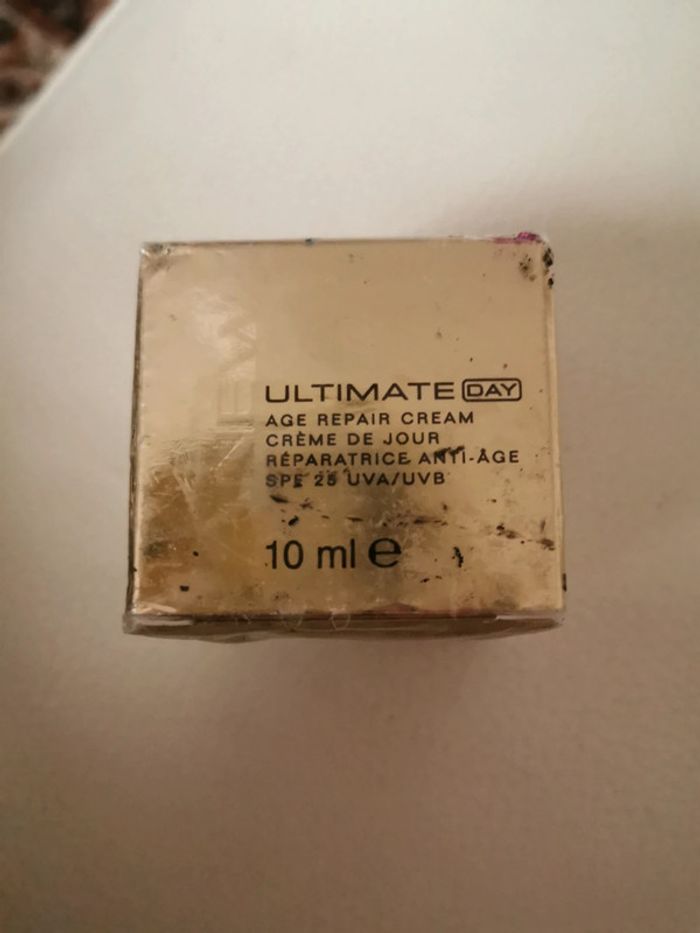 ULTIMATE DAY
AGE REPAIR CREAM
CRÈME DE JOUR
RÉPARATRICE ANTI-ÂGE
SPF 25 UVA/UVB
10 ml e